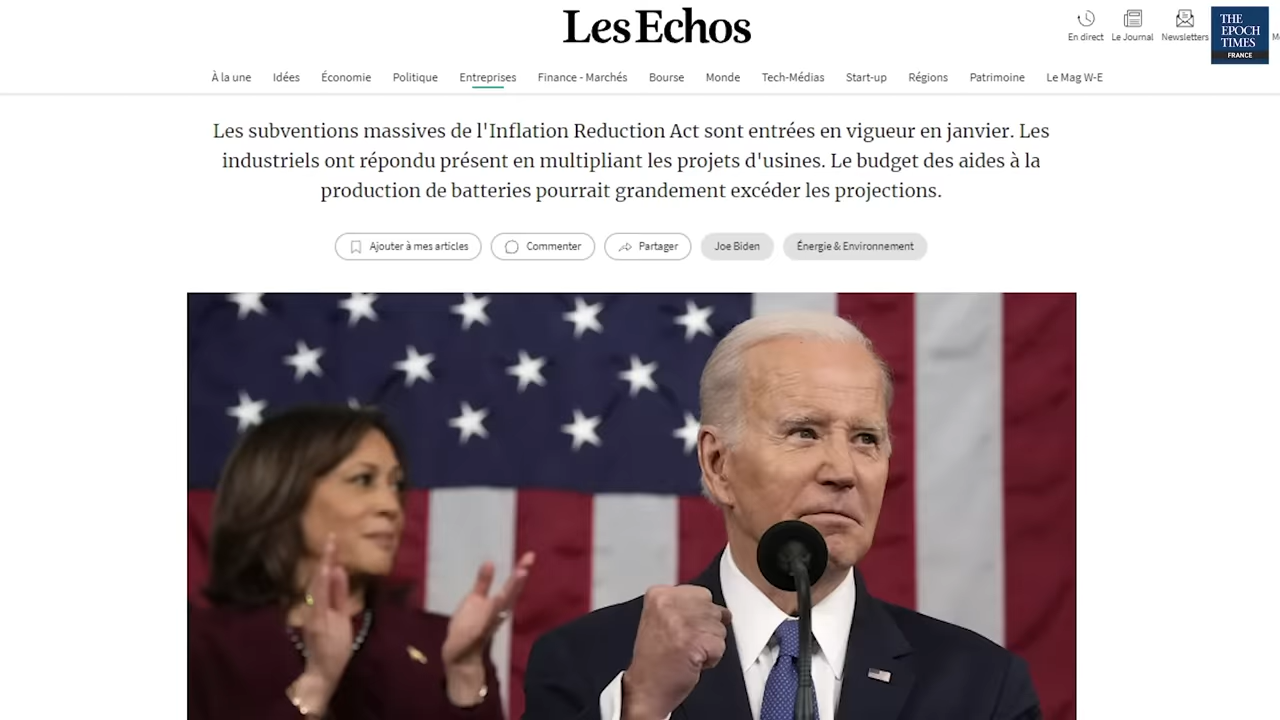 Les Echos
En direct
Le Journal
Newsletters
THE
EPOCH
TIMES
FRANCE
À la une
Idées
Économie
Politique
Entreprises
Finance - Marchés
Bourse
Monde
Tech-Médias
Start-up
Régions
Patrimoine
Le Mag W-E
Les subventions massives de l'Inflation Reduction Act sont entrées en vigueur en janvier. Les
industriels ont répondu présent en multipliant les projets d'usines. Le budget des aides à la
production de batteries pourrait grandement excéder les projections.
Ajouter à mes articles
Commenter
Partager
Joe Biden
Énergie & Environnement